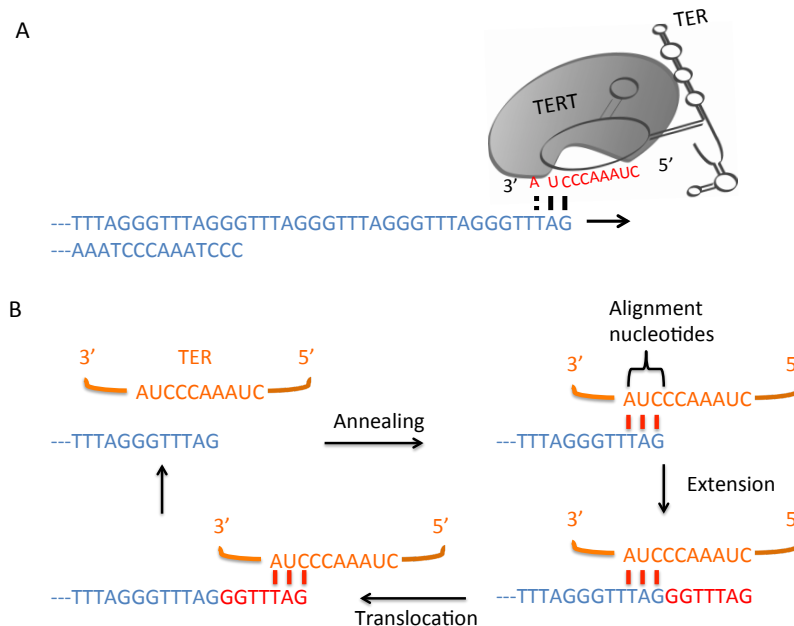 A
TER
TERT
3’ A UCCCAAAUC 5’
---TTTAGGGTTTAGGGTTTAGGGTTTAGGGTTTAGGGTTTAG
---AAATCCCAAATCCC
B
Alignment
nucleotides
3’ TER 5’
AUCCCAAAUC
---TTTAGGGTTTAG
Annealing
3’ 5’
AUCCCAAAUC
---TTTAGGGTTTAG
Extension
3’ 5’
AUCCCAAAUC
---TTTAGGGTTTAGGGTTTAG
Translocation
3’ 5’
AUCCCAAAUC
---TTTAGGGTTTAGGGTTTAG